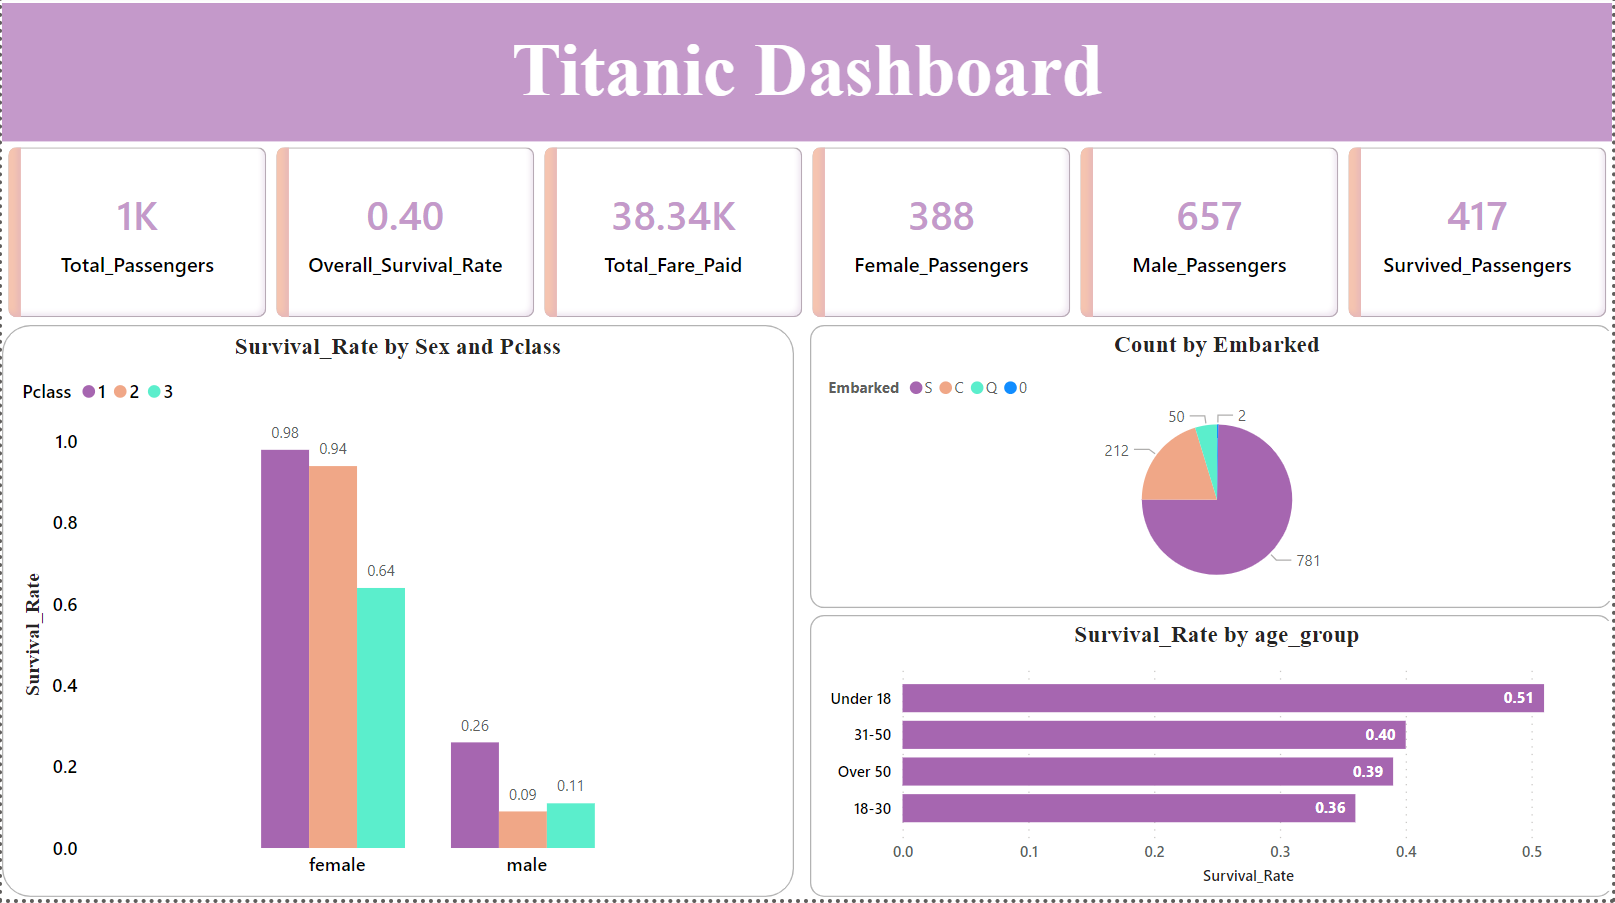 Titanic Dashboard
1K
Total_Passengers
0.40
Overall_Survival_Rate
38.34K
Total_Fare_Paid
388
Female_Passengers
657
Male_Passengers
417
Survived_Passengers
Survival_Rate by Sex and Pclass
Pclass 1 2 3
Survival_Rate
1.0
0.8
0.6
0.4
0.2
0.0
0.98
0.94
0.64
0.26
0.09
0.11
female
male
Count by Embarked
Embarked S C Q 0
50
2
212
781
Survival_Rate by age_group
Under 18 0.51
31-50 0.40
Over 50 0.39
18-30 0.36
0.0 0.1 0.2 0.3 0.4 0.5
Survival_Rate